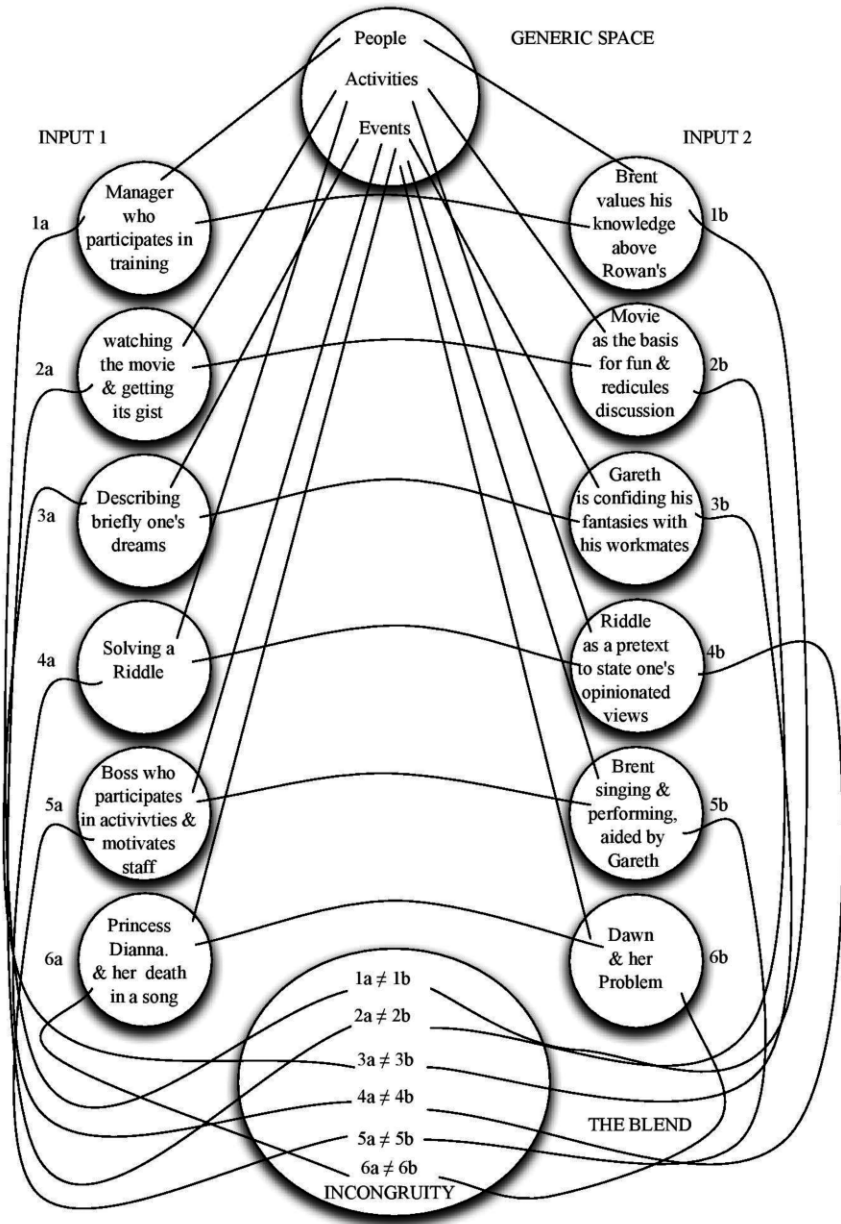 GENERIC SPACE
People
Activities
Events
INPUT 1
INPUT 2
1a
Manager
who
participates in
training
Brent
values his
knowledge
above
Rowan's
1b
2a
watching
the movie
& getting
its gist
Movie
as the basis
for fun &
redicules
discussion
2b
3a
Describing
briefly one's
dreams
Gareth
is confiding his
fantasies with
his workmates
3b
4a
Solving a
Riddle
Riddle
as a pretext
to state one's
opinionated
views
4b
5a
Boss who
participates
in activivties &
motivates
staff
Brent
singing &
performing,
aided by
Gareth
5b
6a
Princess
Dianna.
& her death
in a song
Dawn
& her
Problem
6b
1a ≠ 1b
2a ≠ 2b
3a ≠ 3b
4a ≠ 4b
5a ≠ 5b
6a ≠ 6b
INCONGRUITY
THE BLEND